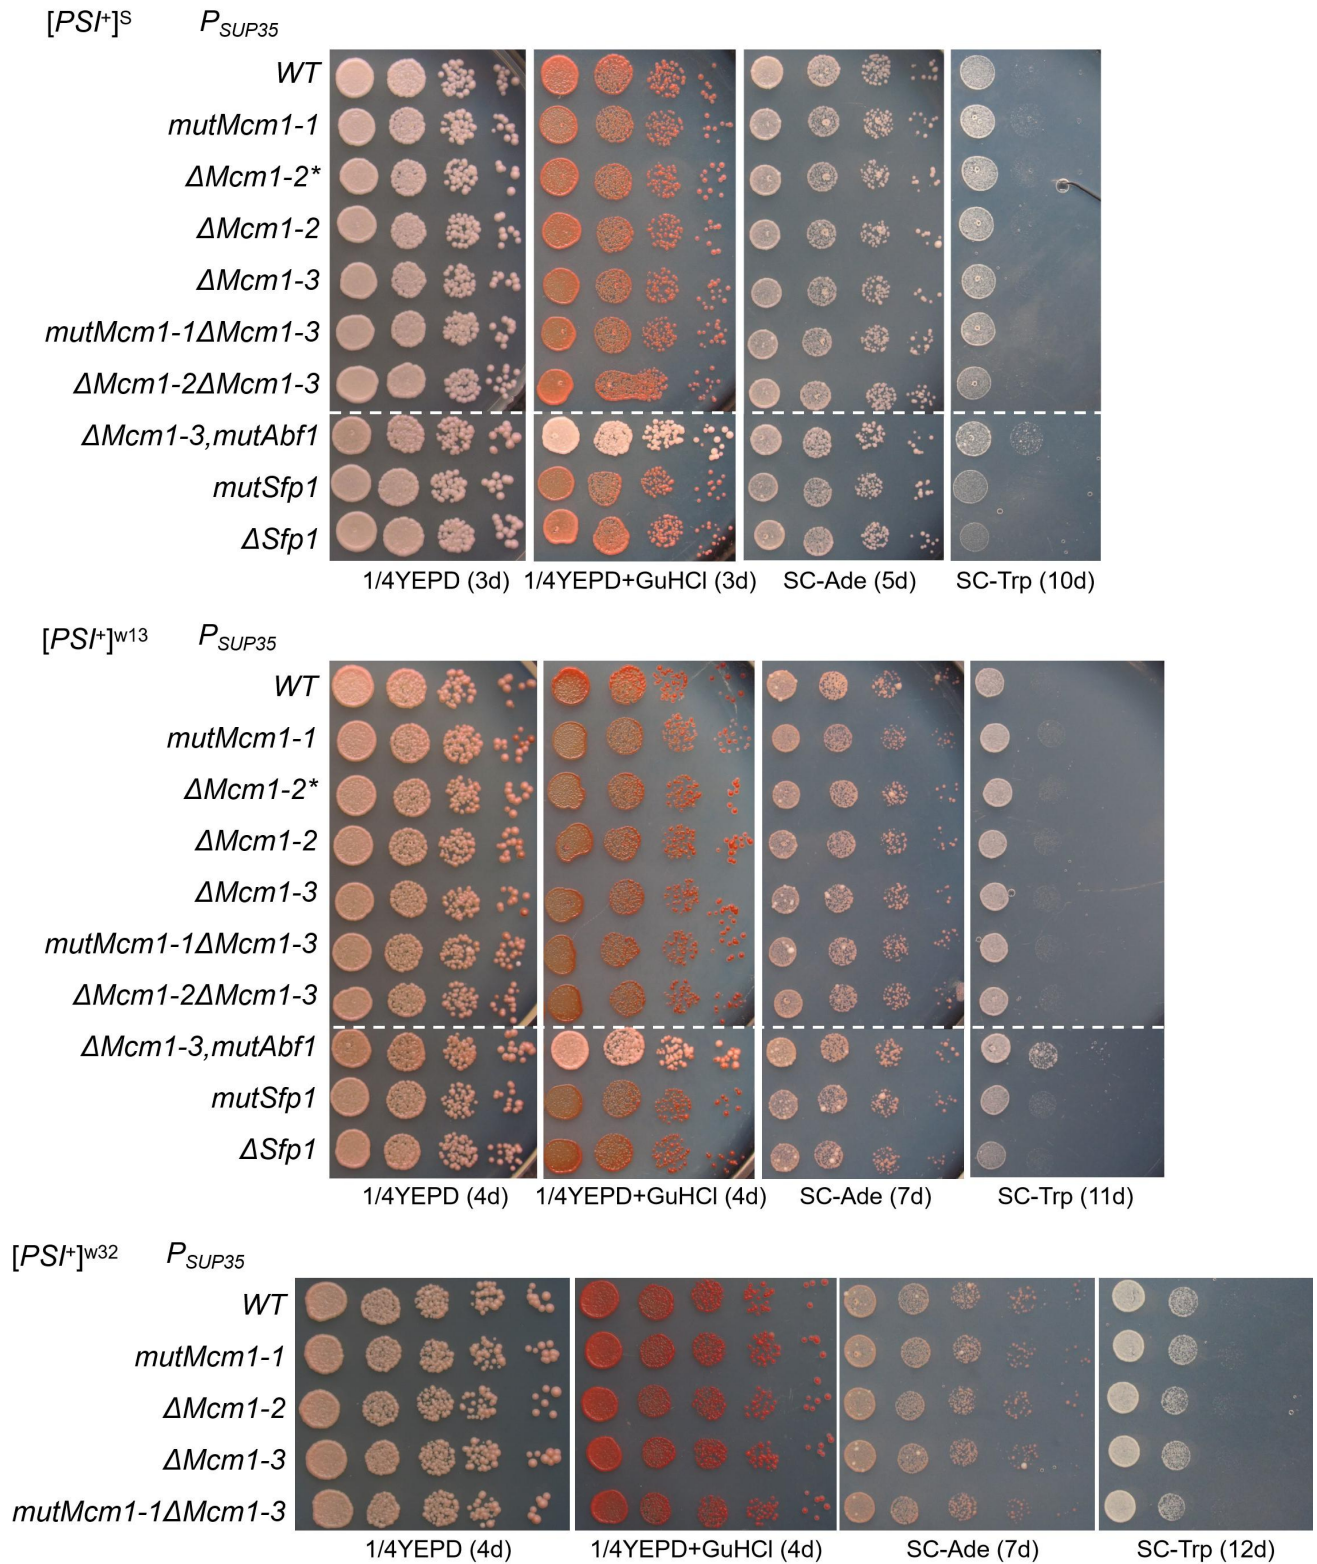 [PSI⁺]ˢ P_SUP35
WT
mutMcm1-1
ΔMcm1-2*
ΔMcm1-2
ΔMcm1-3
mutMcm1-1ΔMcm1-3
ΔMcm1-2ΔMcm1-3
ΔMcm1-3,mutAbf1
mutSfp1
ΔSfp1
1/4YEPD (3d) 1/4YEPD+GuHCl (3d) SC-Ade (5d) SC-Trp (10d)
[PSI⁺]ʷ¹³ P_SUP35
WT
mutMcm1-1
ΔMcm1-2*
ΔMcm1-2
ΔMcm1-3
mutMcm1-1ΔMcm1-3
ΔMcm1-2ΔMcm1-3
ΔMcm1-3,mutAbf1
mutSfp1
ΔSfp1
1/4YEPD (4d) 1/4YEPD+GuHCl (4d) SC-Ade (7d) SC-Trp (11d)
[PSI⁺]ʷ³² P_SUP35
WT
mutMcm1-1
ΔMcm1-2
ΔMcm1-3
mutMcm1-1ΔMcm1-3
1/4YEPD (4d) 1/4YEPD+GuHCl (4d) SC-Ade (7d) SC-Trp (12d)